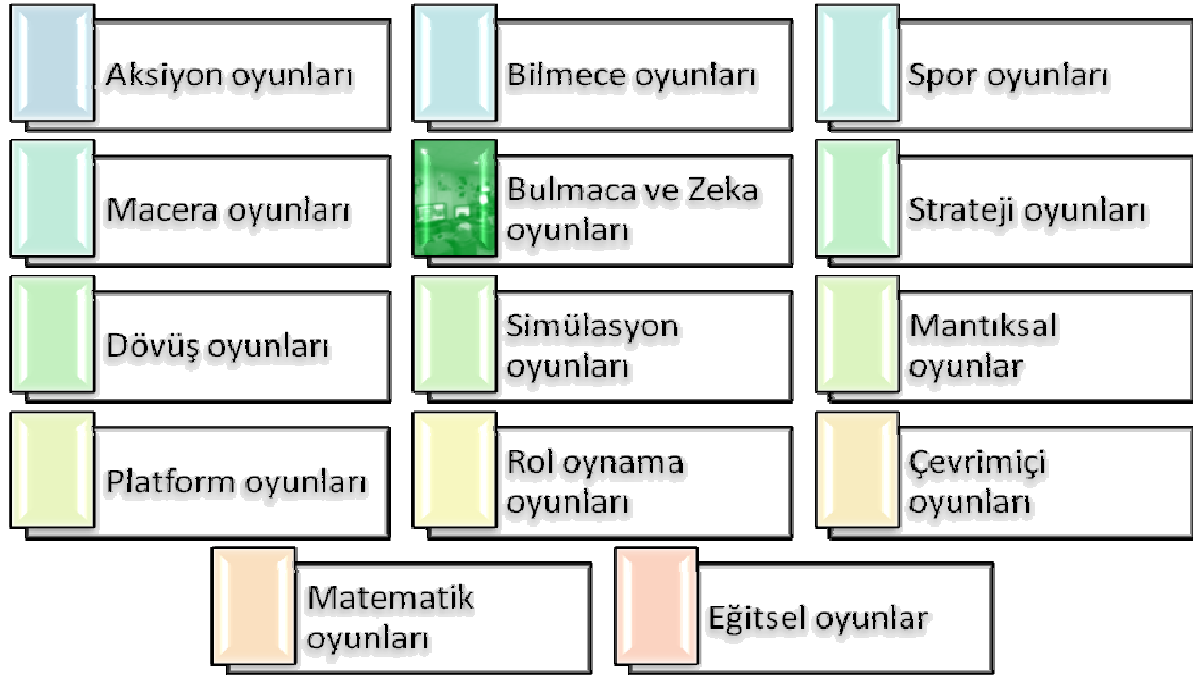 Aksiyon oyunları
Bilmece oyunları
Spor oyunları
Macera oyunları
Bulmaca ve Zeka
oyunları
Strateji oyunları
Dövüş oyunları
Simülasyon
oyunları
Mantıksal
oyunlar
Platform oyunları
Rol oynama
oyunları
Çevrimiçi
oyunları
Matematik
oyunları
Eğitsel oyunlar